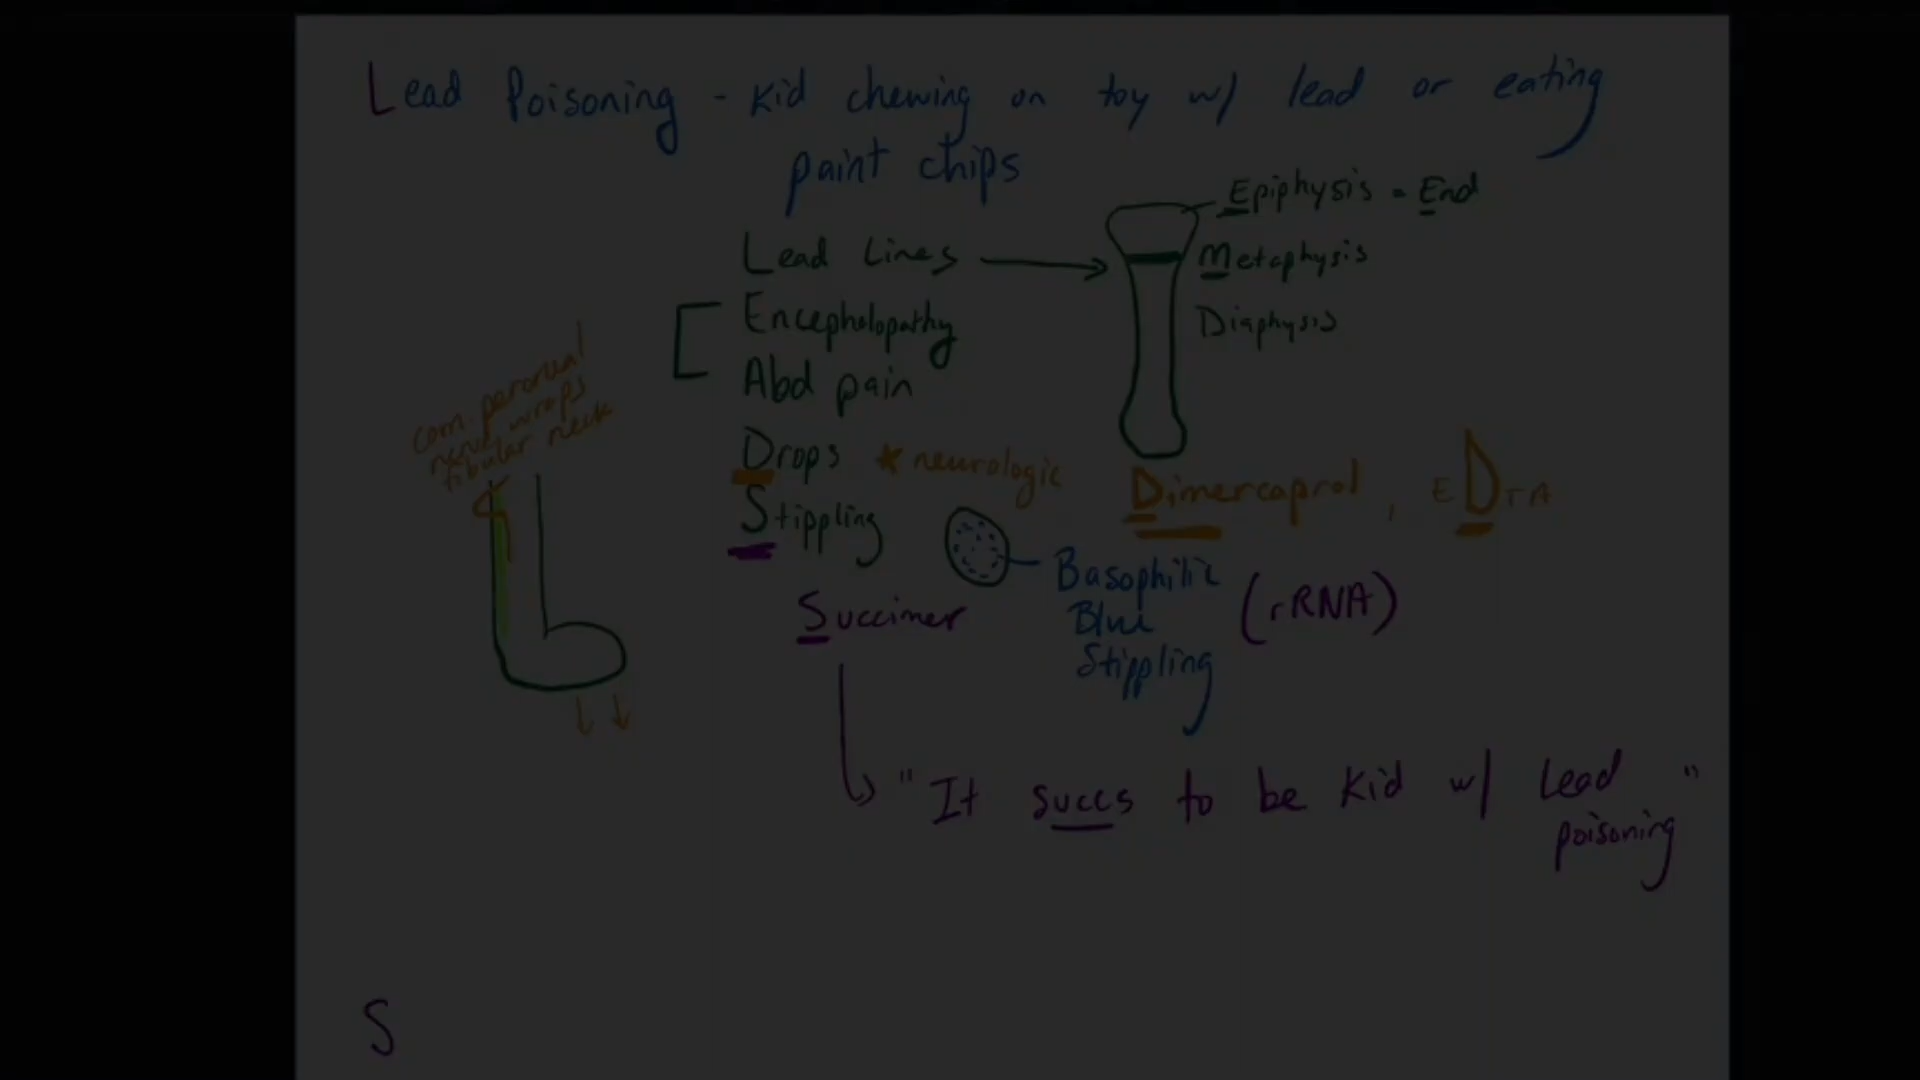 Lead Poisoning - Kid chewing on toy w/ lead or eating
paint chips
Epiphysis = End
Lead Lines
Metaphysis
Encephalopathy
Diaphysis
Abd pain
com. peroneal
nerve wraps
fibular neck
Drops * neurologic
Dimercaprol, EDTA
Stippling
Basophilic
Blue
Stippling
(rRNA)
Succimer
"It succs to be Kid w/ Lead
poisoning"
S